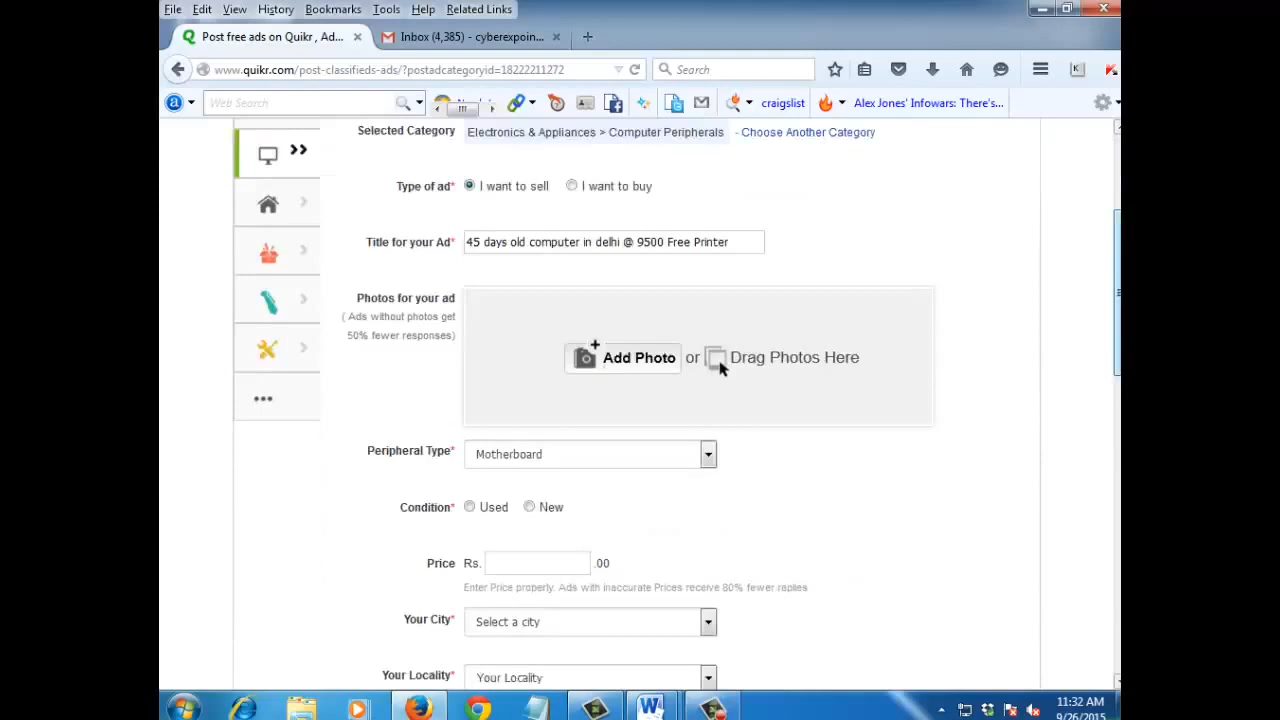 File Edit View History Bookmarks Tools Help Related Links
Post free ads on Quikr , Ad... Inbox (4,385) - cyberexpoin...
www.quikr.com/post-classifieds-ads/?postadcategoryid=18222211272 Search
Web Search craigslist Alex Jones' Infowars: There's...
Selected Category Electronics & Appliances > Computer Peripherals - Choose Another Category
Type of ad* I want to sell I want to buy
Title for your Ad* 45 days old computer in delhi @ 9500 Free Printer
Photos for your ad
( Ads without photos get
50% fewer responses)
Add Photo or Drag Photos Here
Peripheral Type* Motherboard
Condition* Used New
Price Rs. .00
Enter Price properly. Ads with inaccurate Prices receive 80% fewer replies
Your City* Select a city
Your Locality* Your Locality
11:32 AM
9/26/2015